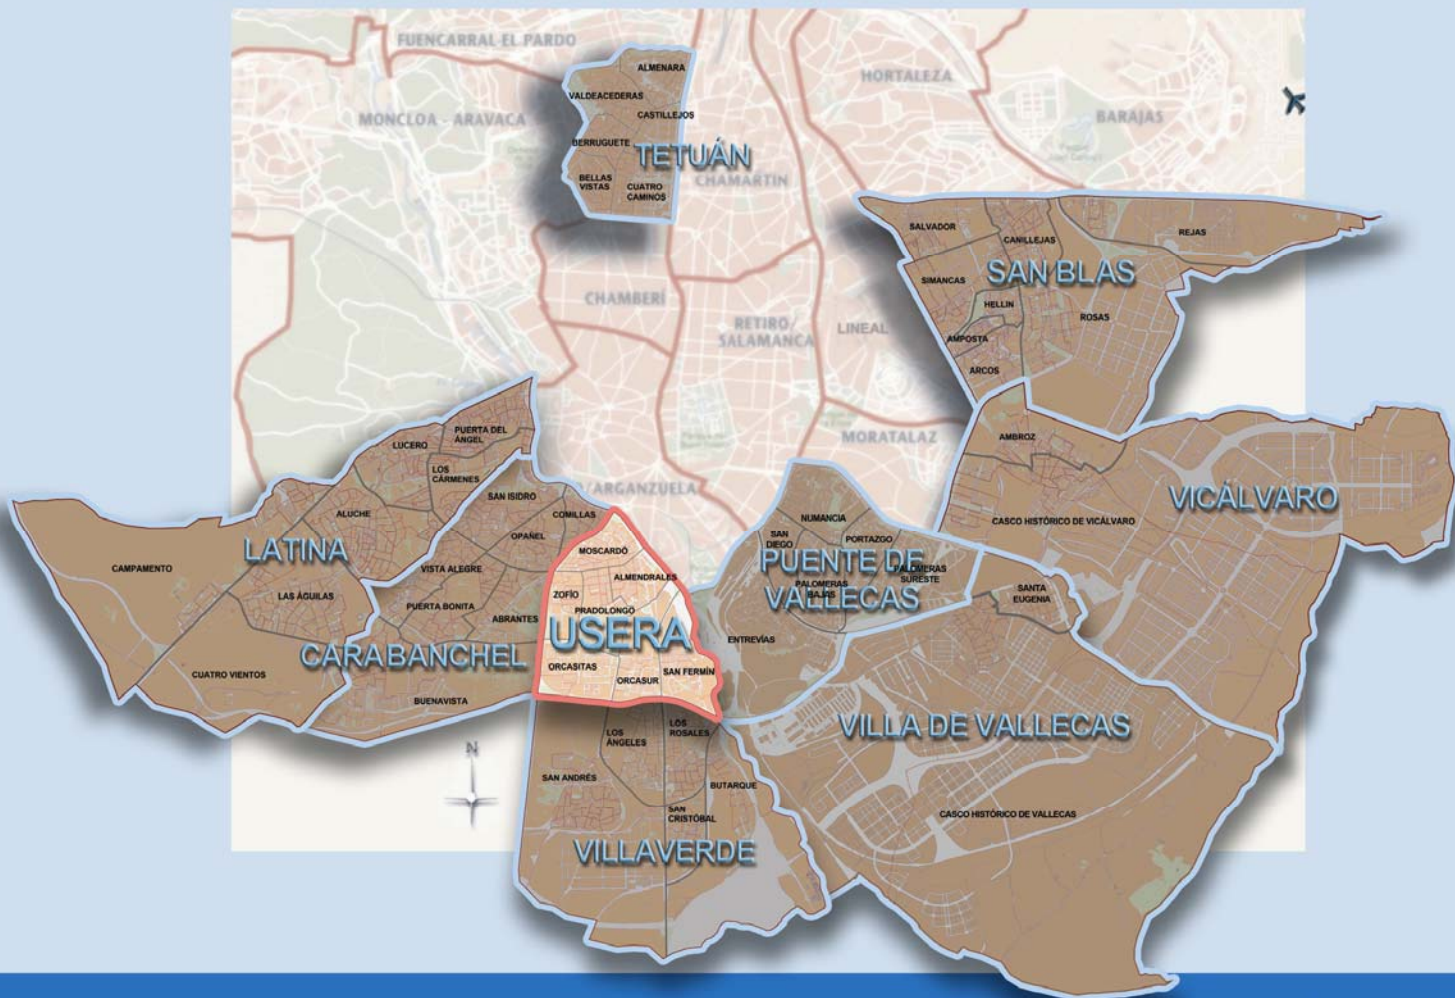 FUENCARRAL-EL PARDO
MONCLOA - ARAVACA
HORTALEZA
BARAJAS
CHAMARTIN
CHAMBERÍ
RETIRO/
SALAMANCA
LINEAL
MORATALAZ
/ARGANZUELA
ALMENARA
VALDEACEDERAS
CASTILLEJOS
BERRUGUETE
TETUÁN
BELLAS
VISTAS
CUATRO
CAMINOS
SALVADOR
CANILLEJAS
REJAS
SIMANCAS
SAN BLAS
HELLIN
ROSAS
AMPOSTA
ARCOS
AMBROZ
VICÁLVARO
CASCO HISTÓRICO DE VICÁLVARO
PUERTA DEL
ÁNGEL
LUCERO
LOS
CÁRMENES
ALUCHE
LATINA
CAMPAMENTO
LAS ÁGUILAS
CUATRO VIENTOS
SAN ISIDRO
COMILLAS
OPAÑEL
VISTA ALEGRE
PUERTA BONITA
ABRANTES
CARABANCHEL
BUENAVISTA
MOSCARDÓ
ALMENDRALES
ZOFÍO
PRADOLONGO
USERA
ORCASITAS
ORCASUR
SAN FERMÍN
NUMANCIA
SAN
DIEGO
PORTAZGO
PUENTE DE
VALLECAS
PALOMERAS
SURESTE
PALOMERAS
BAJAS
ENTREVÍAS
SANTA
EUGENIA
VILLA DE VALLECAS
CASCO HISTÓRICO DE VALLECAS
LOS
ÁNGELES
LOS
ROSALES
SAN ANDRÉS
BUTARQUE
SAN
CRISTÓBAL
VILLAVERDE
N